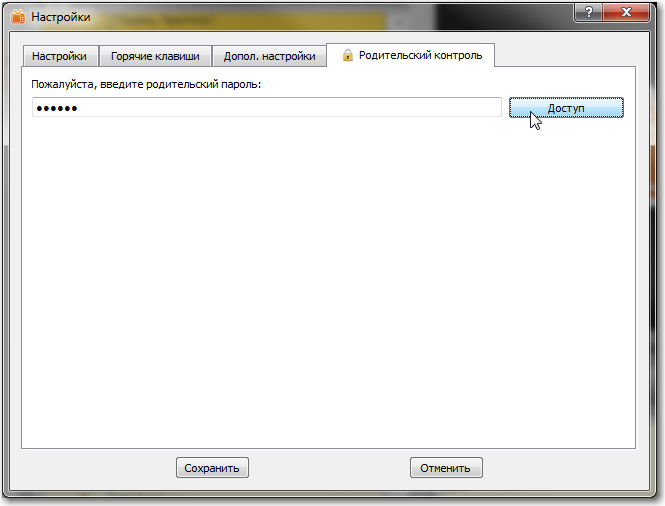 Настройки
?
Настройки
Горячие клавиши
Допол. настройки
Родительский контроль
Пожалуйста, введите родительский пароль:
••••••
Доступ
Сохранить
Отменить